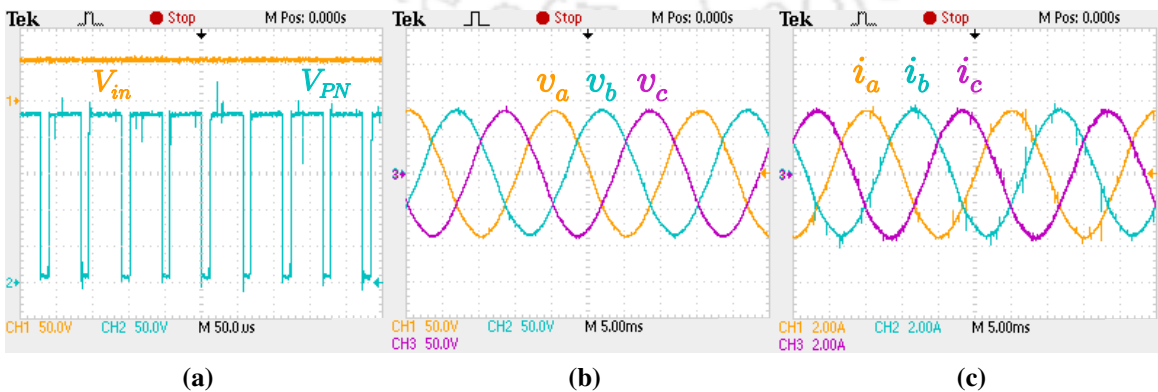 Tek Stop M Pos: 0.000s
V_in V_PN
1
2
CH1 50.0V CH2 50.0V M 50.0µs
(a)
Tek Stop M Pos: 0.000s
v_a v_b v_c
3
CH1 50.0V CH2 50.0V M 5.00ms
CH3 50.0V
(b)
Tek Stop M Pos: 0.000s
i_a i_b i_c
3
CH1 2.00A CH2 2.00A M 5.00ms
CH3 2.00A
(c)